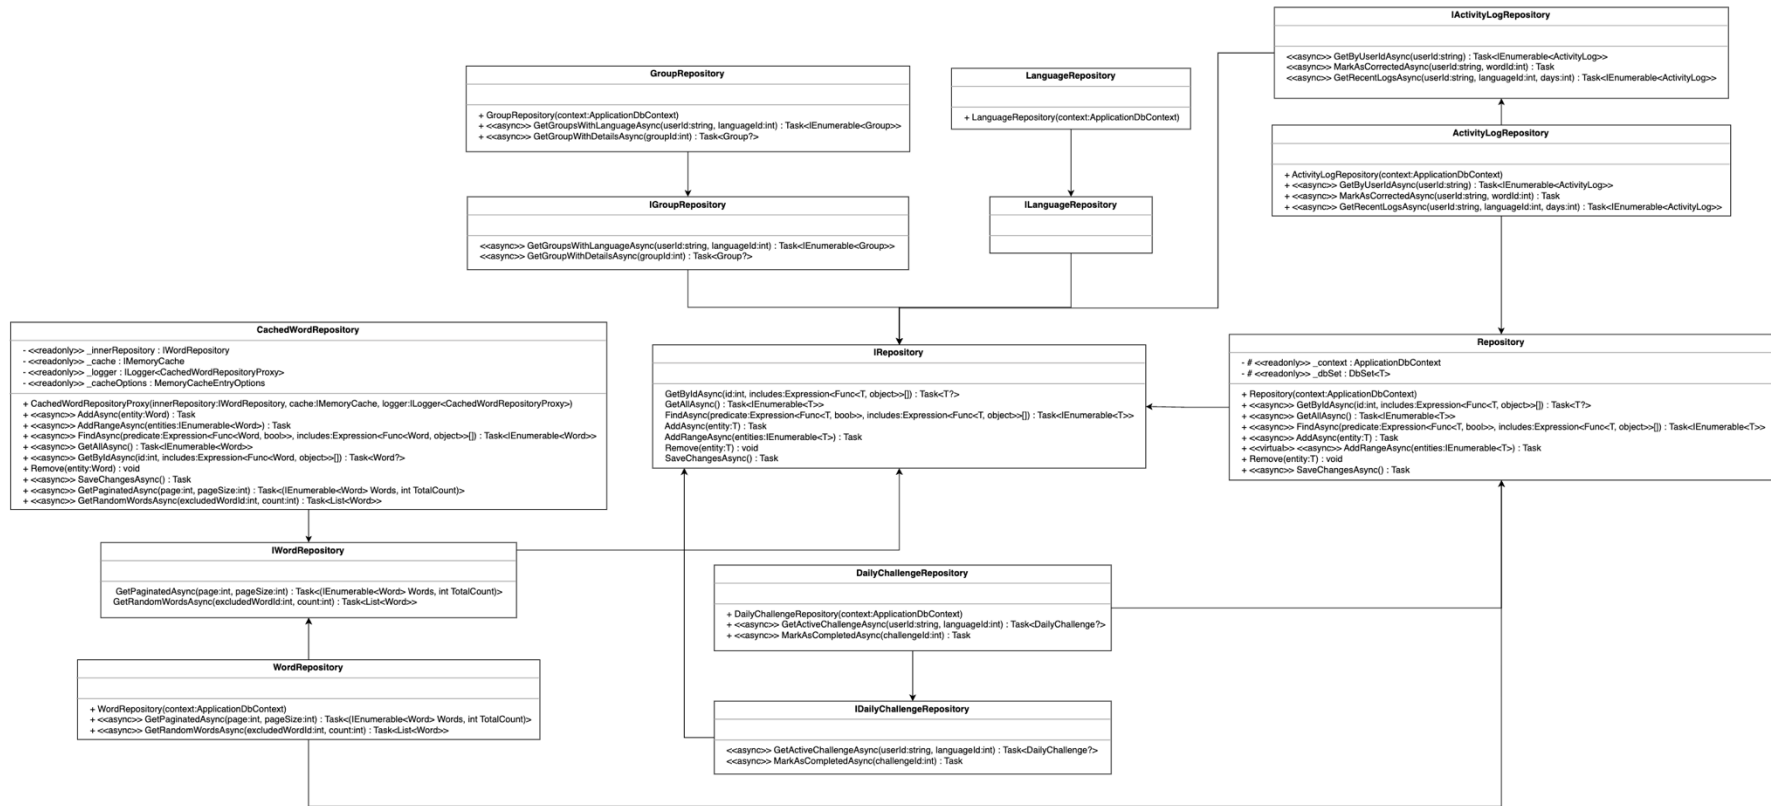 IActivityLogRepository
<<async>> GetByUserIdAsync(userId:string) : Task<IEnumerable<ActivityLog>>
<<async>> MarkAsCorrectedAsync(userId:string, wordId:int) : Task
<<async>> GetRecentLogsAsync(userId:string, languageId:int, days:int) : Task<IEnumerable<ActivityLog>>
GroupRepository
+ GroupRepository(context:ApplicationDbContext)
+ <<async>> GetGroupsWithLanguageAsync(userId:string, languageId:int) : Task<IEnumerable<Group>>
+ <<async>> GetGroupWithDetailsAsync(groupId:int) : Task<Group?>
LanguageRepository
+ LanguageRepository(context:ApplicationDbContext)
ActivityLogRepository
+ ActivityLogRepository(context:ApplicationDbContext)
+ <<async>> GetByUserIdAsync(userId:string) : Task<IEnumerable<ActivityLog>>
+ <<async>> MarkAsCorrectedAsync(userId:string, wordId:int) : Task
+ <<async>> GetRecentLogsAsync(userId:string, languageId:int, days:int) : Task<IEnumerable<ActivityLog>>
IGroupRepository
<<async>> GetGroupsWithLanguageAsync(userId:string, languageId:int) : Task<IEnumerable<Group>>
<<async>> GetGroupWithDetailsAsync(groupId:int) : Task<Group?>
ILanguageRepository
CachedWordRepository
- <<readonly>> _innerRepository : IWordRepository
- <<readonly>> _cache : IMemoryCache
- <<readonly>> _logger : ILogger<CachedWordRepositoryProxy>
- <<readonly>> _cacheOptions : MemoryCacheEntryOptions
+ CachedWordRepositoryProxy(innerRepository:IWordRepository, cache:IMemoryCache, logger:ILogger<CachedWordRepositoryProxy>)
+ <<async>> AddAsync(entity:Word) : Task
+ <<async>> AddRangeAsync(entities:IEnumerable<Word>) : Task
+ <<async>> FindAsync(predicate:Expression<Func<Word, bool>>, includes:Expression<Func<Word, object>>[]) : Task<IEnumerable<Word>>
+ <<async>> GetAllAsync() : Task<IEnumerable<Word>>
+ <<async>> GetByIdAsync(id:int, includes:Expression<Func<Word, object>>[]) : Task<Word?>
+ Remove(entity:Word) : void
+ <<async>> SaveChangesAsync() : Task
+ <<async>> GetPaginatedAsync(page:int, pageSize:int) : Task<(IEnumerable<Word> Words, int TotalCount)>
+ <<async>> GetRandomWordsAsync(excludedWordId:int, count:int) : Task<List<Word>>
IRepository
GetByIdAsync(id:int, includes:Expression<Func<T, object>>[]) : Task<T?>
GetAllAsync() : Task<IEnumerable<T>>
FindAsync(predicate:Expression<Func<T, bool>>, includes:Expression<Func<T, object>>[]) : Task<IEnumerable<T>>
AddAsync(entity:T) : Task
AddRangeAsync(entities:IEnumerable<T>) : Task
Remove(entity:T) : void
SaveChangesAsync() : Task
Repository
- # <<readonly>> _context : ApplicationDbContext
- # <<readonly>> _dbSet : DbSet<T>
+ Repository(context:ApplicationDbContext)
+ <<async>> GetByIdAsync(id:int, includes:Expression<Func<T, object>>[]) : Task<T?>
+ <<async>> GetAllAsync() : Task<IEnumerable<T>>
+ <<async>> FindAsync(predicate:Expression<Func<T, bool>>, includes:Expression<Func<T, object>>[]) : Task<IEnumerable<T>>
+ <<async>> AddAsync(entity:T) : Task
+ <<virtual>> <<async>> AddRangeAsync(entities:IEnumerable<T>) : Task
+ Remove(entity:T) : void
+ <<async>> SaveChangesAsync() : Task
IWordRepository
GetPaginatedAsync(page:int, pageSize:int) : Task<(IEnumerable<Word> Words, int TotalCount)>
GetRandomWordsAsync(excludedWordId:int, count:int) : Task<List<Word>>
DailyChallengeRepository
+ DailyChallengeRepository(context:ApplicationDbContext)
+ <<async>> GetActiveChallengeAsync(userId:string, languageId:int) : Task<DailyChallenge?>
+ <<async>> MarkAsCompletedAsync(challengeId:int) : Task
WordRepository
+ WordRepository(context:ApplicationDbContext)
+ <<async>> GetPaginatedAsync(page:int, pageSize:int) : Task<(IEnumerable<Word> Words, int TotalCount)>
+ <<async>> GetRandomWordsAsync(excludedWordId:int, count:int) : Task<List<Word>>
IDailyChallengeRepository
<<async>> GetActiveChallengeAsync(userId:string, languageId:int) : Task<DailyChallenge?>
<<async>> MarkAsCompletedAsync(challengeId:int) : Task